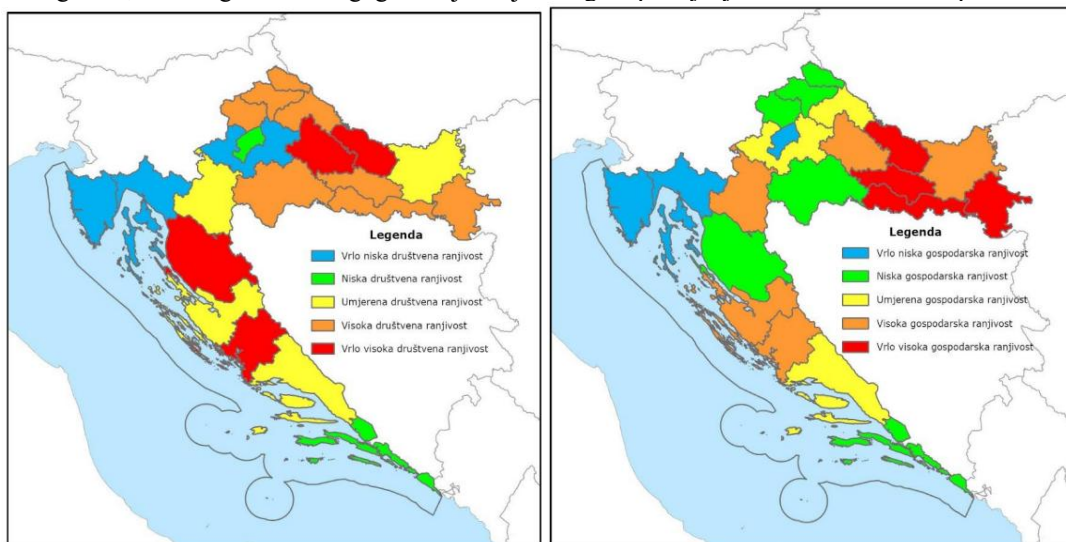 Legenda
Vrlo niska društvena ranjivost
Niska društvena ranjivost
Umjerena društvena ranjivost
Visoka društvena ranjivost
Vrlo visoka društvena ranjivost
Legenda
Vrlo niska gospodarska ranjivost
Niska gospodarska ranjivost
Umjerena gospodarska ranjivost
Visoka gospodarska ranjivost
Vrlo visoka gospodarska ranjivost